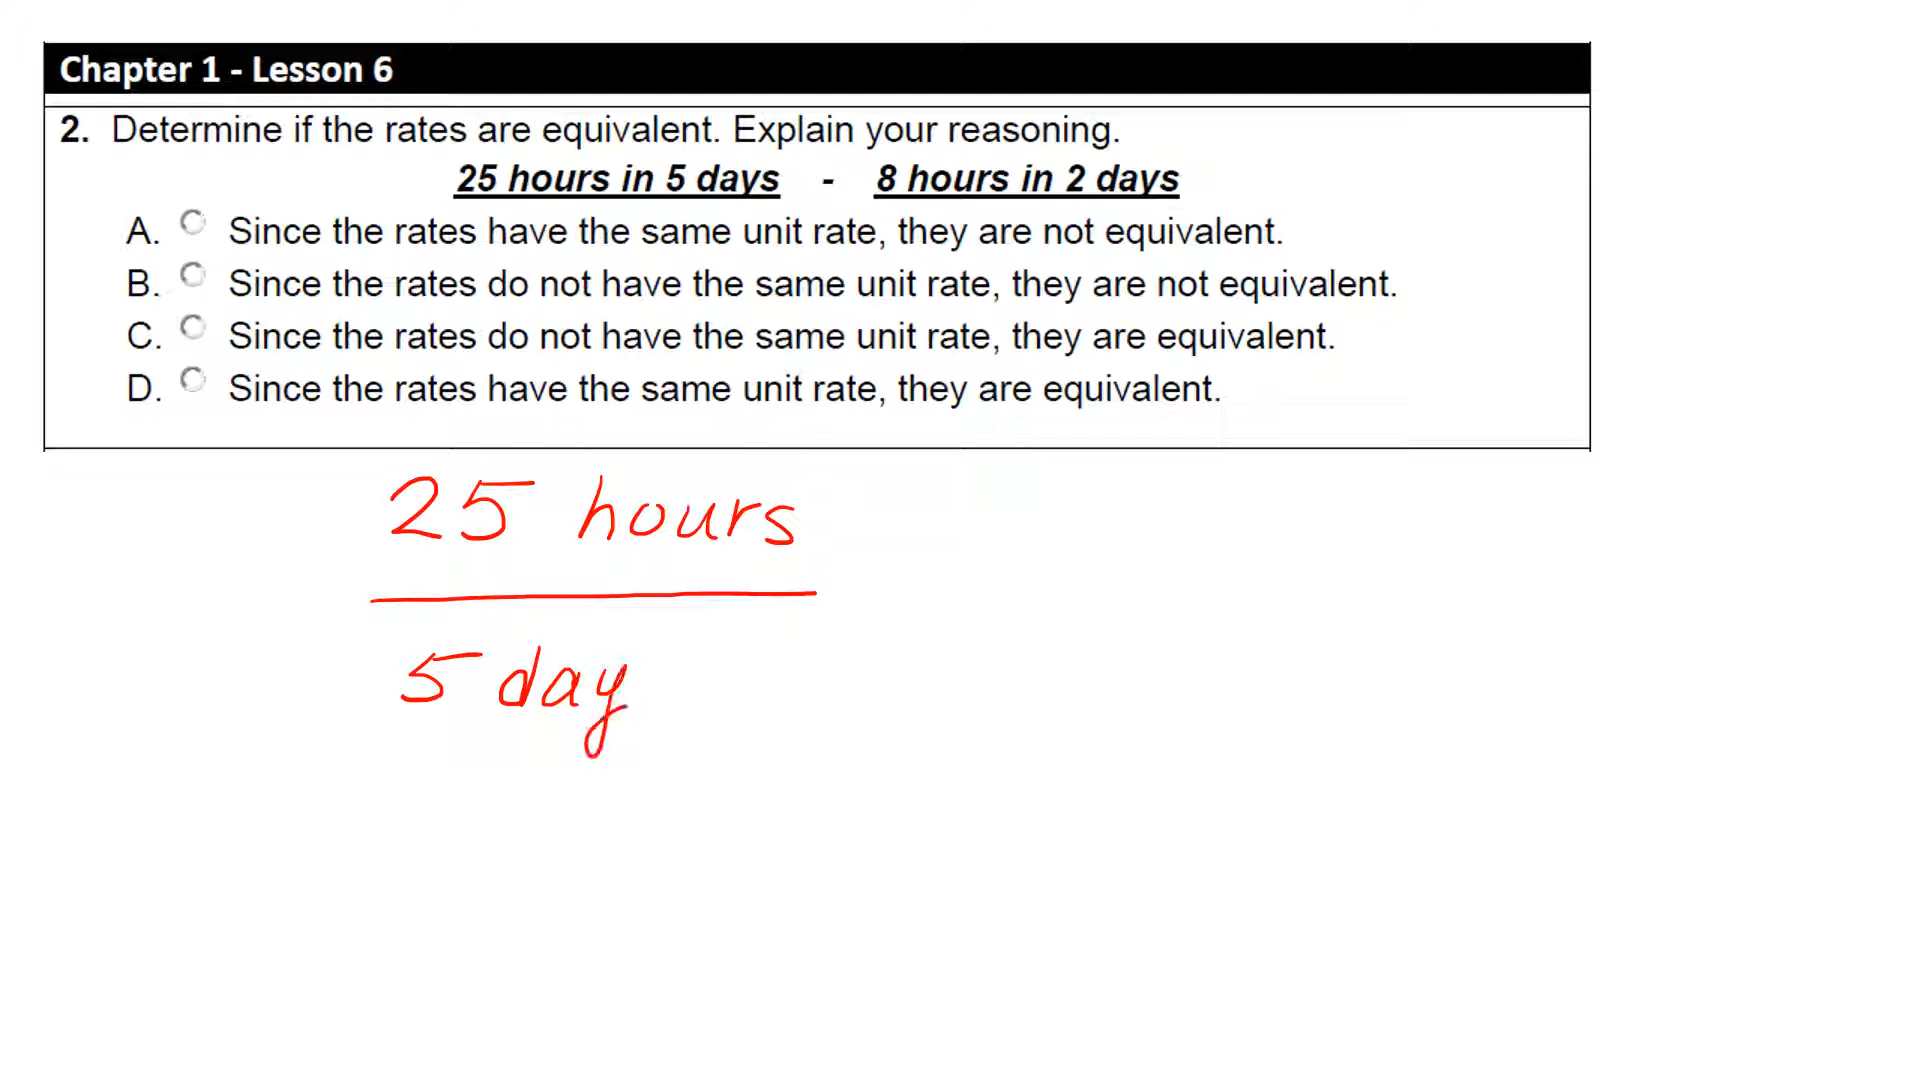 Chapter 1 - Lesson 6
2. Determine if the rates are equivalent. Explain your reasoning.
25 hours in 5 days - 8 hours in 2 days
A. Since the rates have the same unit rate, they are not equivalent.
B. Since the rates do not have the same unit rate, they are not equivalent.
C. Since the rates do not have the same unit rate, they are equivalent.
D. Since the rates have the same unit rate, they are equivalent.
25 hours
5 day